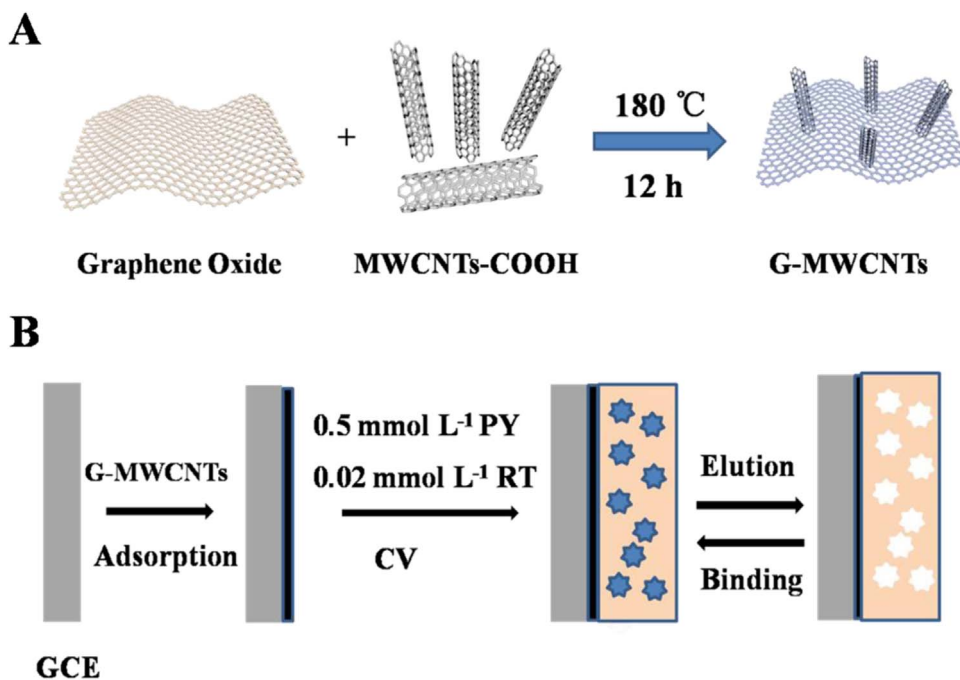 A
+
180 ℃
12 h
Graphene Oxide
MWCNTs-COOH
G-MWCNTs
B
G-MWCNTs
Adsorption
0.5 mmol L⁻¹ PY
0.02 mmol L⁻¹ RT
CV
Elution
Binding
GCE